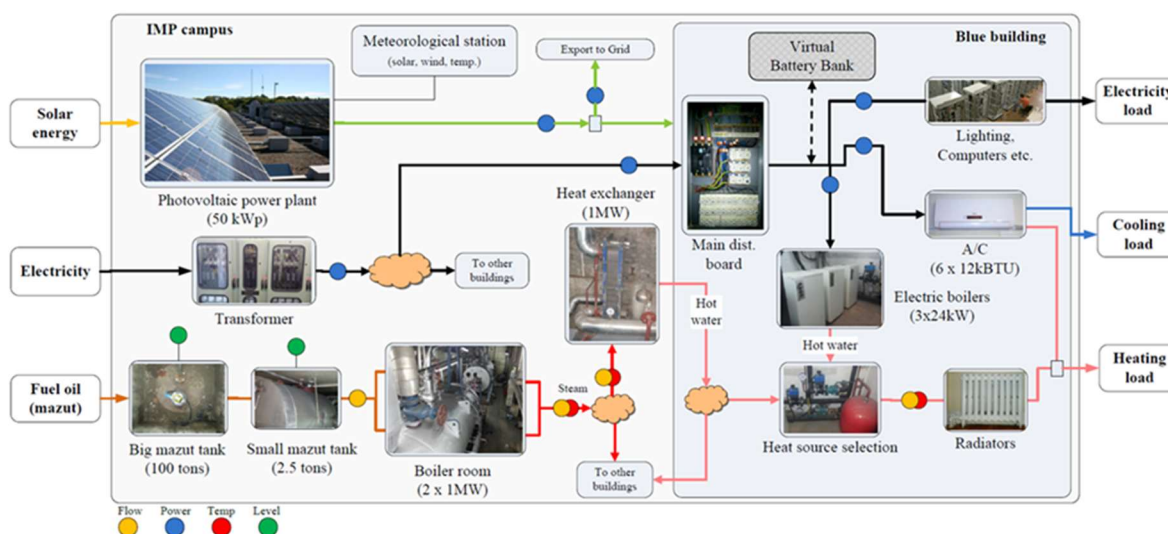 IMP campus
Blue building
Meteorological station
(solar, wind, temp.)
Export to Grid
Virtual
Battery Bank
Solar
energy
Photovoltaic power plant
(50 kWp)
Lighting,
Computers etc.
Electricity
load
Heat exchanger
(1MW)
Main dist.
board
A/C
(6 x 12kBTU)
Cooling
load
Electricity
Transformer
To other
buildings
Electric boilers
(3x24kW)
Hot
water
Hot water
Fuel oil
(mazut)
Big mazut tank
(100 tons)
Small mazut tank
(2.5 tons)
Boiler room
(2 x 1MW)
Steam
To other
buildings
Heat source selection
Radiators
Heating
load
Flow
Power
Temp
Level